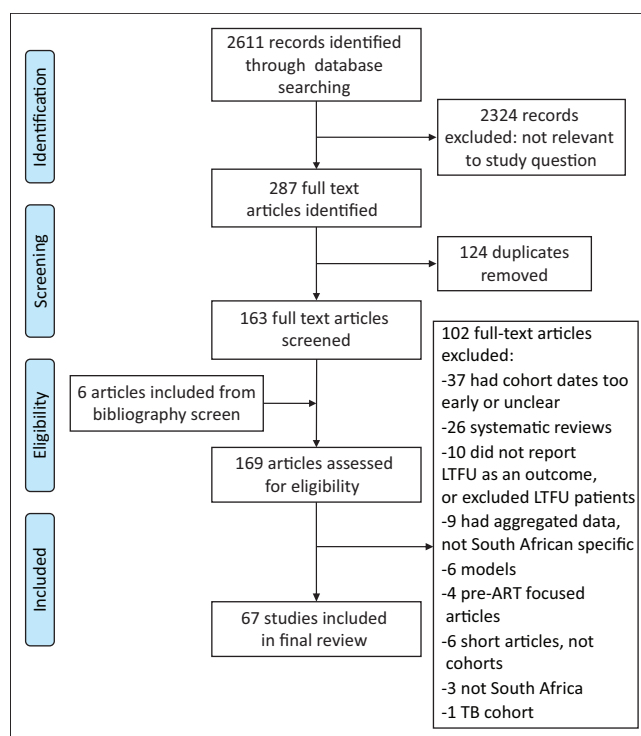 Identification
2611 records identified
through database
searching
2324 records
excluded: not relevant
to study question
287 full text
articles identified
Screening
124 duplicates
removed
163 full text articles
screened
Eligibility
6 articles included from
bibliography screen
169 articles assessed
for eligibility
102 full-text articles
excluded:
-37 had cohort dates too
early or unclear
-26 systematic reviews
-10 did not report
LTFU as an outcome,
or excluded LTFU patients
-9 had aggregated data,
not South African specific
-6 models
-4 pre-ART focused
articles
-6 short articles, not
cohorts
-3 not South Africa
-1 TB cohort
Included
67 studies included
in final review